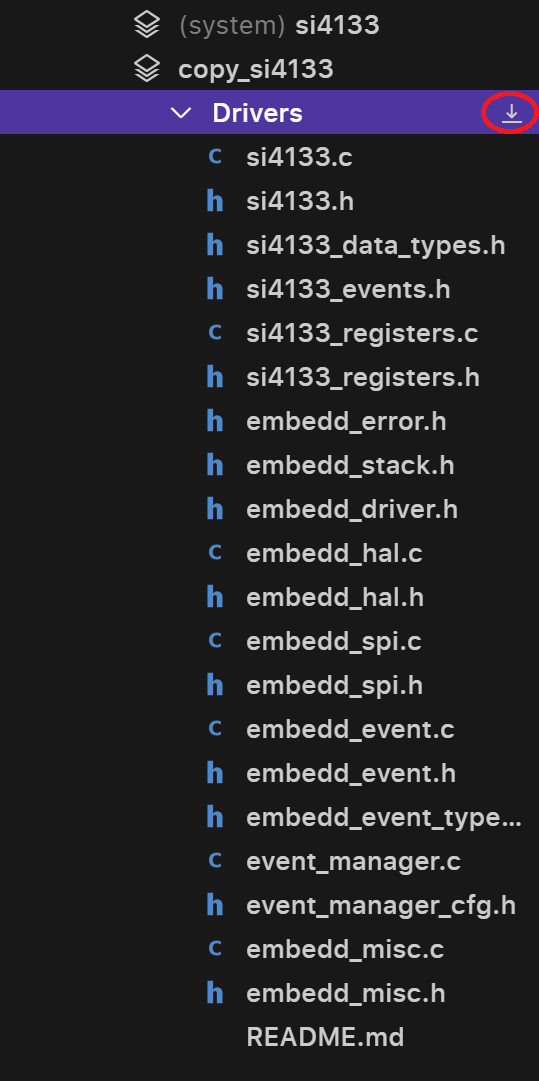 (system) si4133
copy_si4133
Drivers
C si4133.c
h si4133.h
h si4133_data_types.h
h si4133_events.h
C si4133_registers.c
h si4133_registers.h
h embedd_error.h
h embedd_stack.h
h embedd_driver.h
C embedd_hal.c
h embedd_hal.h
C embedd_spi.c
h embedd_spi.h
C embedd_event.c
h embedd_event.h
h embedd_event_type...
C event_manager.c
h event_manager_cfg.h
C embedd_misc.c
h embedd_misc.h
README.md